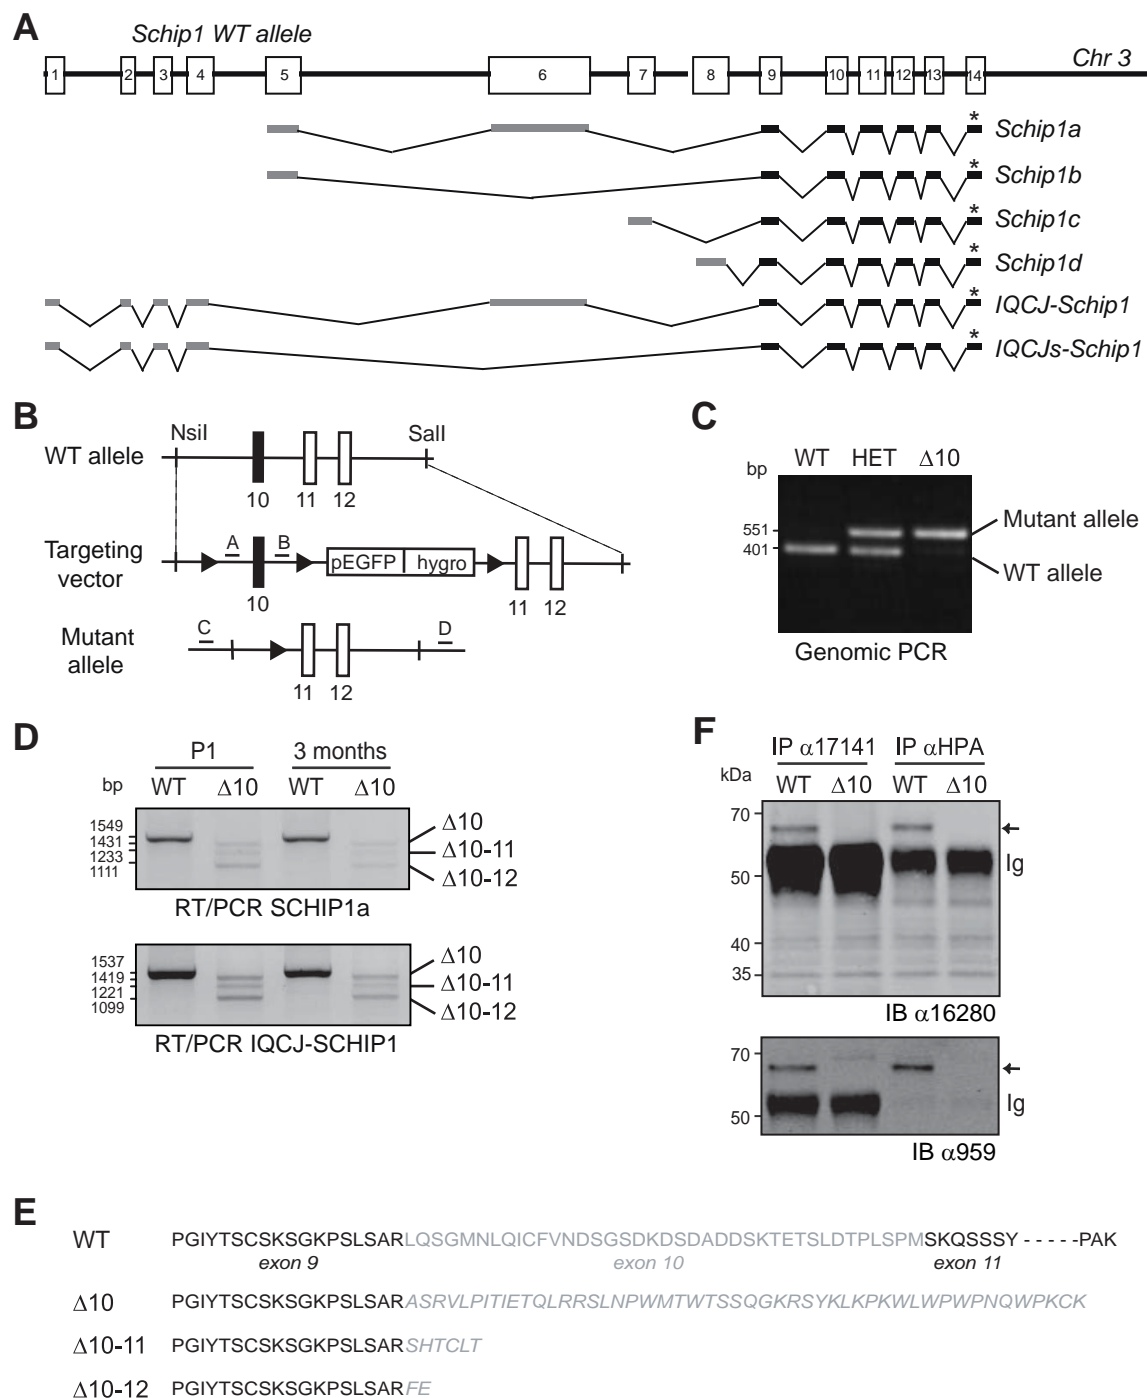 A
Schip1 WT allele
Chr 3
1 2 3 4 5 6 7 8 9 10 11 12 13 14
* Schip1a
* Schip1b
* Schip1c
* Schip1d
* IQCJ-Schip1
* IQCJs-Schip1
B
NsiI SalI
WT allele
10 11 12
Targeting vector
A B
pEGFP hygro
10 11 12
Mutant allele
C D
11 12
C
bp WT HET Δ10
551
401
Mutant allele
WT allele
Genomic PCR
D
P1 3 months
bp WT Δ10 WT Δ10
1549
1431
1233
1111
Δ10
Δ10-11
Δ10-12
RT/PCR SCHIP1a
1537
1419
1221
1099
Δ10
Δ10-11
Δ10-12
RT/PCR IQCJ-SCHIP1
F
IP α17141 IP αHPA
kDa WT Δ10 WT Δ10
70
50
40
35
Ig
IB α16280
70
50
Ig
IB α959
E
WT PGIYTSCSKSGKPSLSARLQSGMNLQICFVNDSGSDKDSDADDSKTETSLDTPLSPMSKQSSSY - - - - -PAK
exon 9 exon 10 exon 11
Δ10 PGIYTSCSKSGKPSLSARASRVLPITIETQLRRSLNPWMTWTSSQGKRSYKLKPKWLWPWPNQWPKCK
Δ10-11 PGIYTSCSKSGKPSLSARSHTCLT
Δ10-12 PGIYTSCSKSGKPSLSARFE